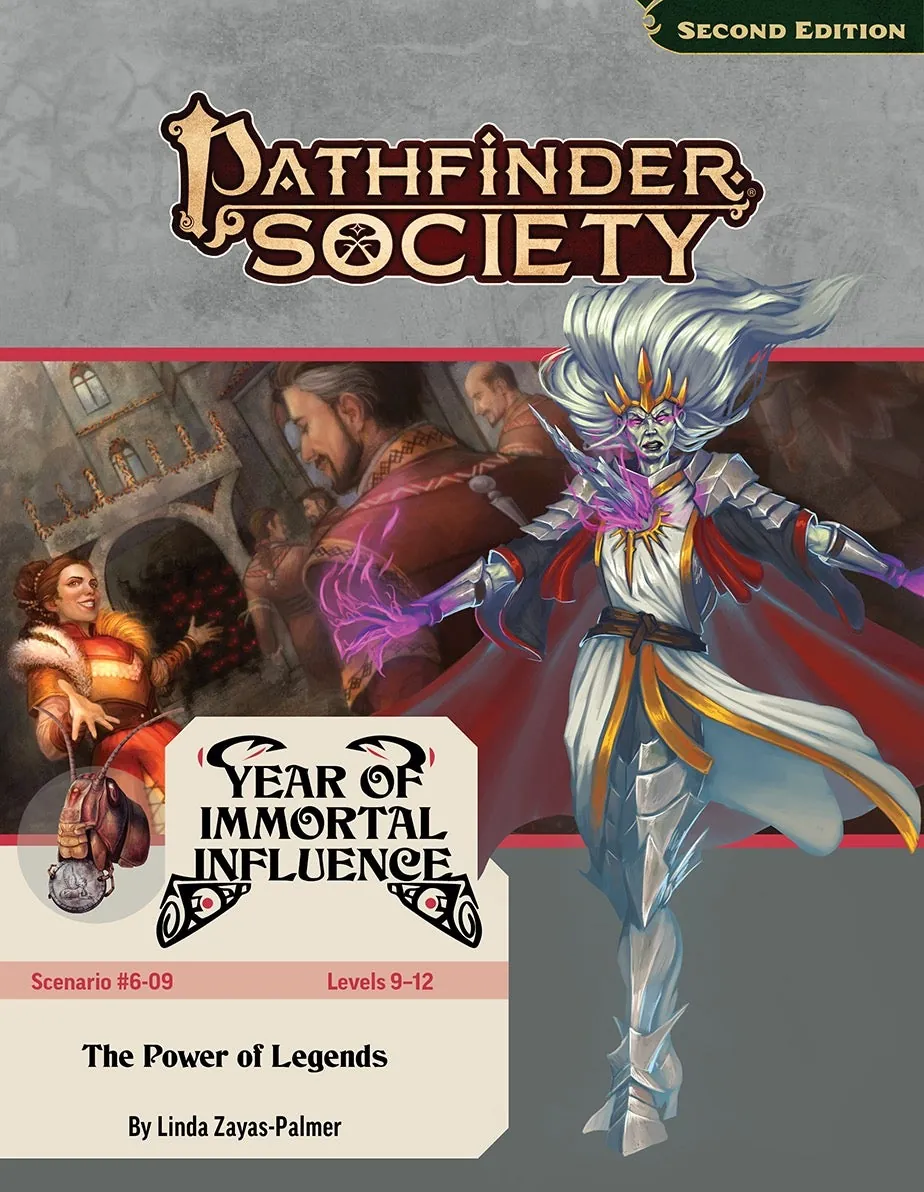 SECOND EDITION
PATHFINDER®
SOCIETY
YEAR OF
IMMORTAL
INFLUENCE
Scenario #6-09 Levels 9–12
The Power of Legends
By Linda Zayas-Palmer